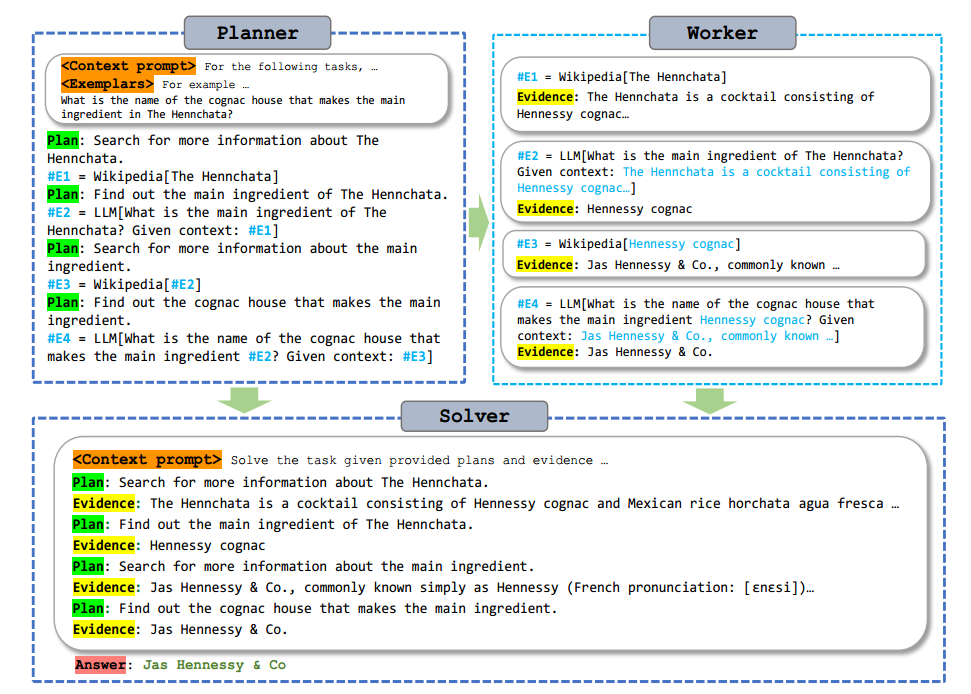 Planner
<Context prompt> For the following tasks, …
<Exemplars> For example …
What is the name of the cognac house that makes the main
ingredient in The Hennchata?
Plan: Search for more information about The
Hennchata.
#E1 = Wikipedia[The Hennchata]
Plan: Find out the main ingredient of The Hennchata.
#E2 = LLM[What is the main ingredient of The
Hennchata? Given context: #E1]
Plan: Search for more information about the main
ingredient.
#E3 = Wikipedia[#E2]
Plan: Find out the cognac house that makes the main
ingredient.
#E4 = LLM[What is the name of the cognac house that
makes the main ingredient #E2? Given context: #E3]
Worker
#E1 = Wikipedia[The Hennchata]
Evidence: The Hennchata is a cocktail consisting of
Hennessy cognac…
#E2 = LLM[What is the main ingredient of The Hennchata?
Given context: The Hennchata is a cocktail consisting of
Hennessy cognac…]
Evidence: Hennessy cognac
#E3 = Wikipedia[Hennessy cognac]
Evidence: Jas Hennessy & Co., commonly known …
#E4 = LLM[What is the name of the cognac house that
makes the main ingredient Hennessy cognac? Given
context: Jas Hennessy & Co., commonly known …]
Evidence: Jas Hennessy & Co.
Solver
<Context prompt> Solve the task given provided plans and evidence …
Plan: Search for more information about The Hennchata.
Evidence: The Hennchata is a cocktail consisting of Hennessy cognac and Mexican rice horchata agua fresca …
Plan: Find out the main ingredient of The Hennchata.
Evidence: Hennessy cognac
Plan: Search for more information about the main ingredient.
Evidence: Jas Hennessy & Co., commonly known simply as Hennessy (French pronunciation: [ɛnɛsi])…
Plan: Find out the cognac house that makes the main ingredient.
Evidence: Jas Hennessy & Co.
Answer: Jas Hennessy & Co